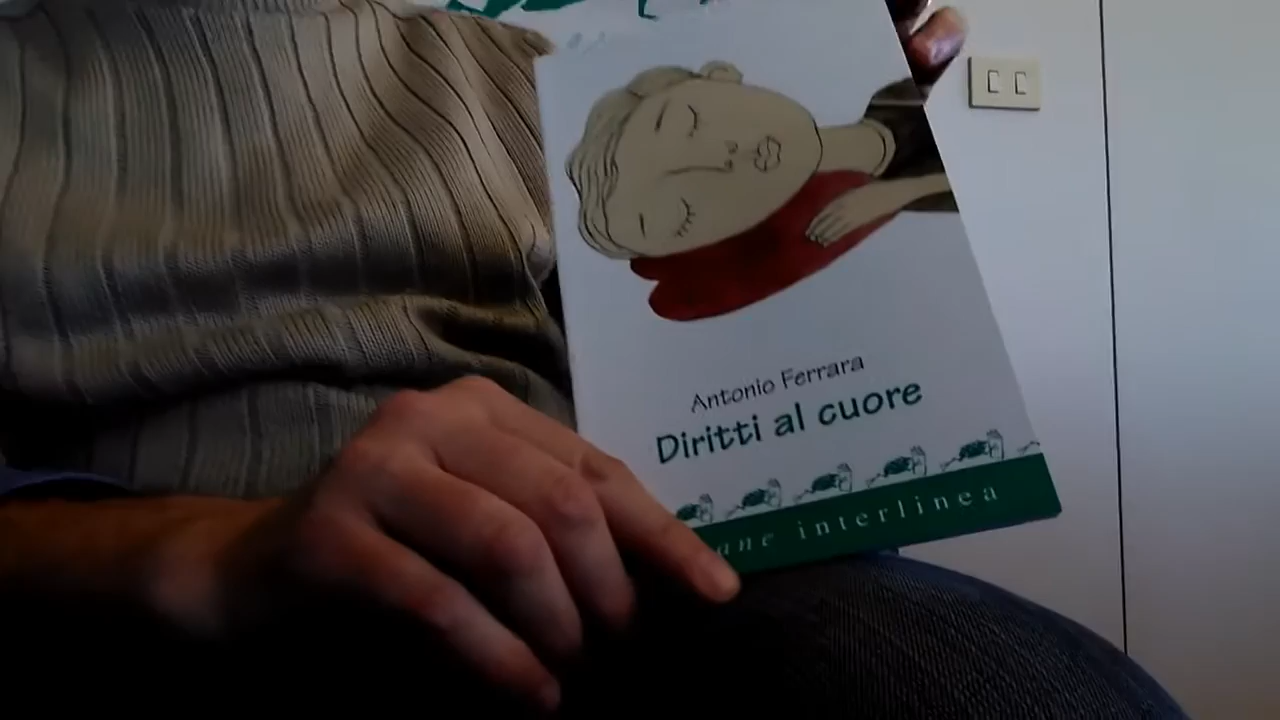 Antonio Ferrara
Diritti al cuore
interlinea